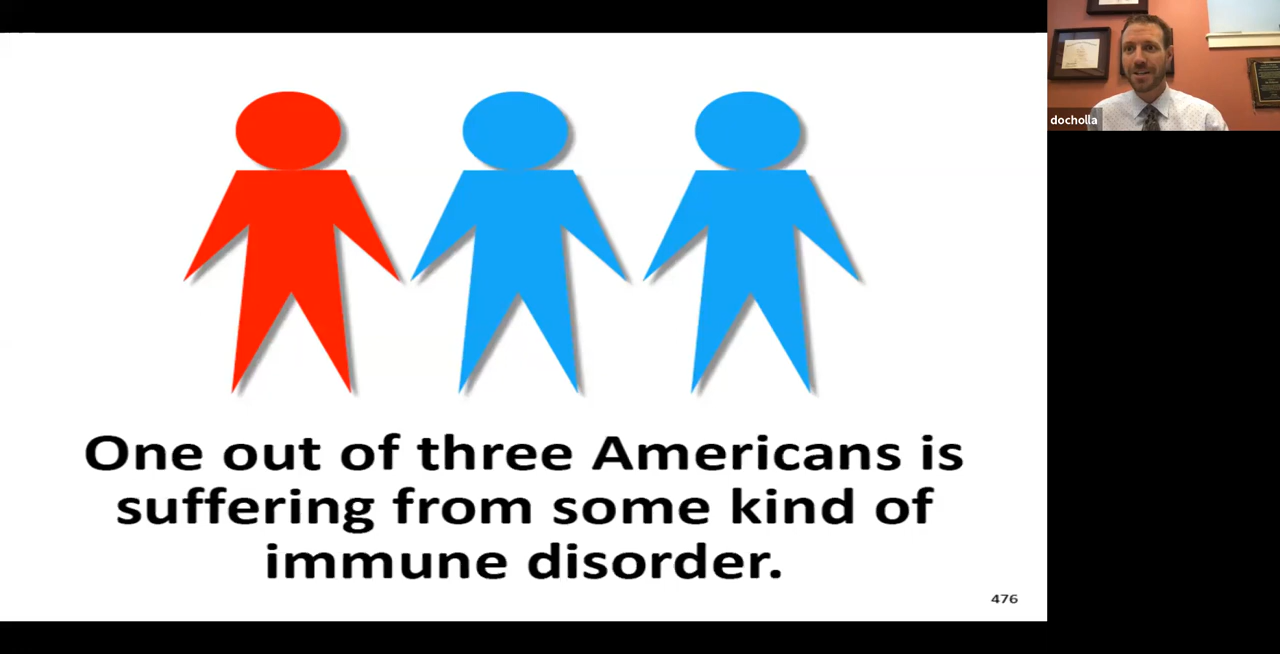 One out of three Americans is
suffering from some kind of
immune disorder.
476
docholla